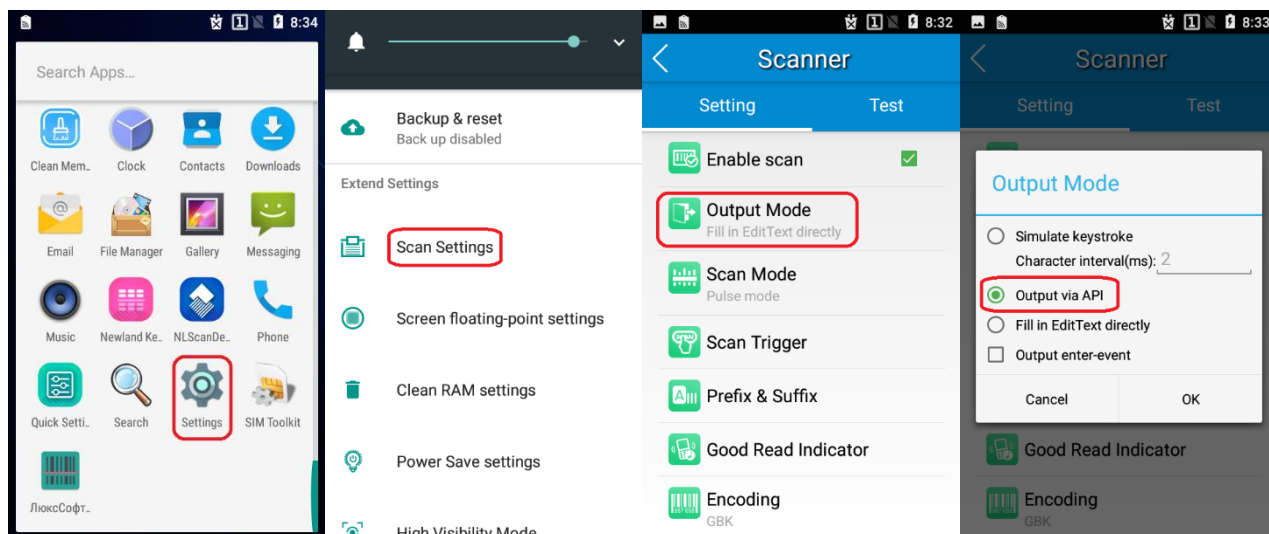 8:34
Search Apps...
Clean Mem..
Clock
Contacts
Downloads
Email
File Manager
Gallery
Messaging
Music
Newland Ke..
NLScanDe..
Phone
Quick Setti..
Search
Settings
SIM Toolkit
ЛюксСофт..
Backup & reset
Back up disabled
Extend Settings
Scan Settings
Screen floating-point settings
Clean RAM settings
Power Save settings
High Visibility Mode
1 8:32
Scanner
Setting Test
Enable scan
Output Mode
Fill in EditText directly
Scan Mode
Pulse mode
Scan Trigger
Prefix & Suffix
Good Read Indicator
Encoding
GBK
1 8:33
Scanner
Setting Test
Output Mode
Simulate keystroke
Character interval(ms): 2
Output via API
Fill in EditText directly
Output enter-event
Cancel OK
Good Read Indicator
Encoding
GBK